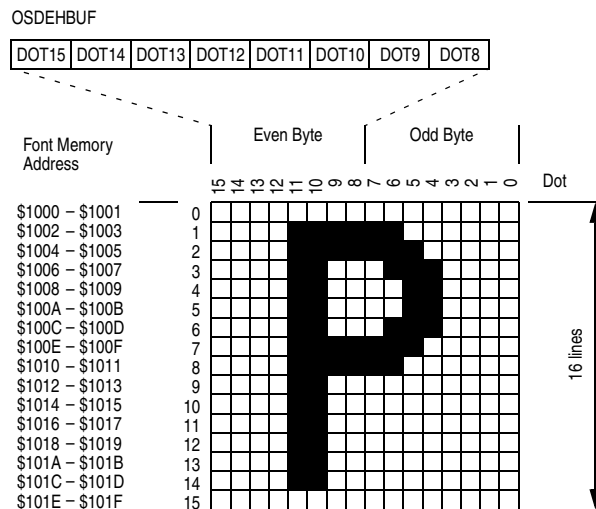 OSDEHBUF
DOT15 DOT14 DOT13 DOT12 DOT11 DOT10 DOT9 DOT8
Font Memory Address
Even Byte Odd Byte
15 14 13 12 11 10 9 8 7 6 5 4 3 2 1 0 Dot
$1000 – $1001 0
$1002 – $1003 1
$1004 – $1005 2
$1006 – $1007 3
$1008 – $1009 4
$100A – $100B 5
$100C – $100D 6
$100E – $100F 7
$1010 – $1011 8
$1012 – $1013 9
$1014 – $1015 10
$1016 – $1017 11
$1018 – $1019 12
$101A – $101B 13
$101C – $101D 14
$101E – $101F 15
16 lines